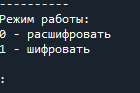 ----------
Режим работы:
0 - расшифровать
1 - шифровать
: